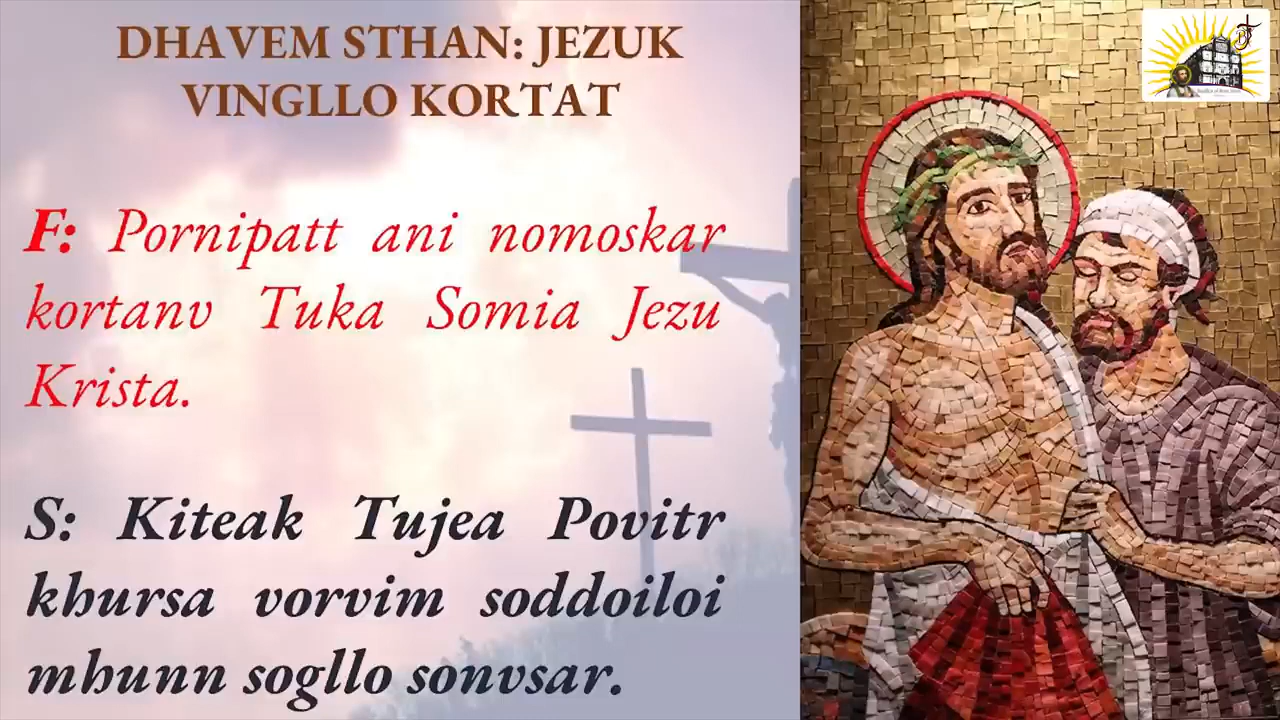 DHAVEM STHAN: JEZUK
VINGLLO KORTAT
F: Pornipatt ani nomoskar
kortanv Tuka Somia Jezu
Krista.
S: Kiteak Tujea Povitr
khursa vorvim soddoiloi
mhunn sogllo sonvsar.